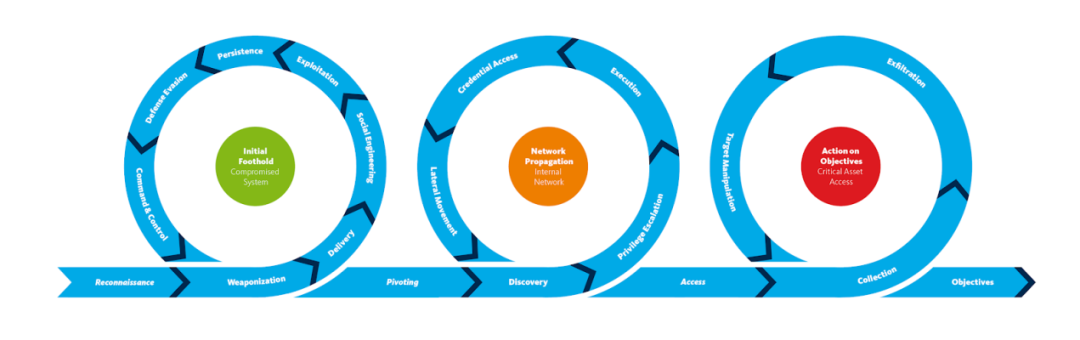 Reconnaissance
Weaponization
Delivery
Social Engineering
Exploitation
Persistence
Defense Evasion
Command & Control
Initial
Foothold
Compromised
System
Pivoting
Discovery
Privilege Escalation
Execution
Credential Access
Lateral Movement
Network
Propagation
Internal
Network
Access
Collection
Exfiltration
Target Manipulation
Action on
Objectives
Critical Asset
Access
Objectives